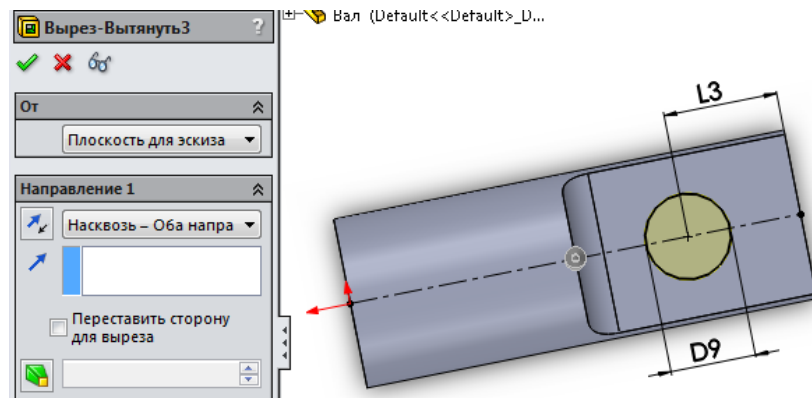 Вырез-Вытянуть3 ?
Вал (Default<<Default>_D...
От
Плоскость для эскиза
Направление 1
Насквозь – Оба напра
Переставить сторону
для выреза
L3
D9